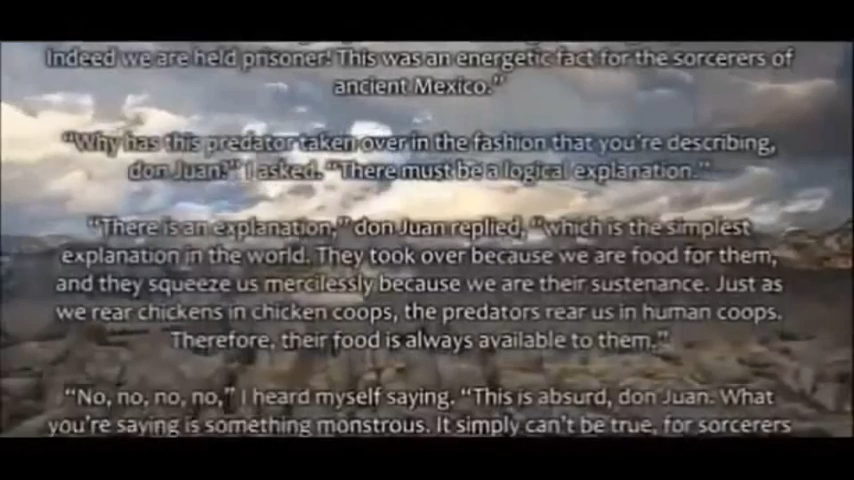 Indeed we are held prisoner! This was an energetic fact for the sorcerers of
ancient Mexico."
"Why has this predator taken over in the fashion that you're describing,
don Juan?" I asked. "There must be a logical explanation."
"There is an explanation," don Juan replied, "which is the simplest
explanation in the world. They took over because we are food for them,
and they squeeze us mercilessly because we are their sustenance. Just as
we rear chickens in chicken coops, the predators rear us in human coops.
Therefore, their food is always available to them."
"No, no, no, no," I heard myself saying. "This is absurd, don Juan. What
you're saying is something monstrous. It simply can't be true, for sorcerers